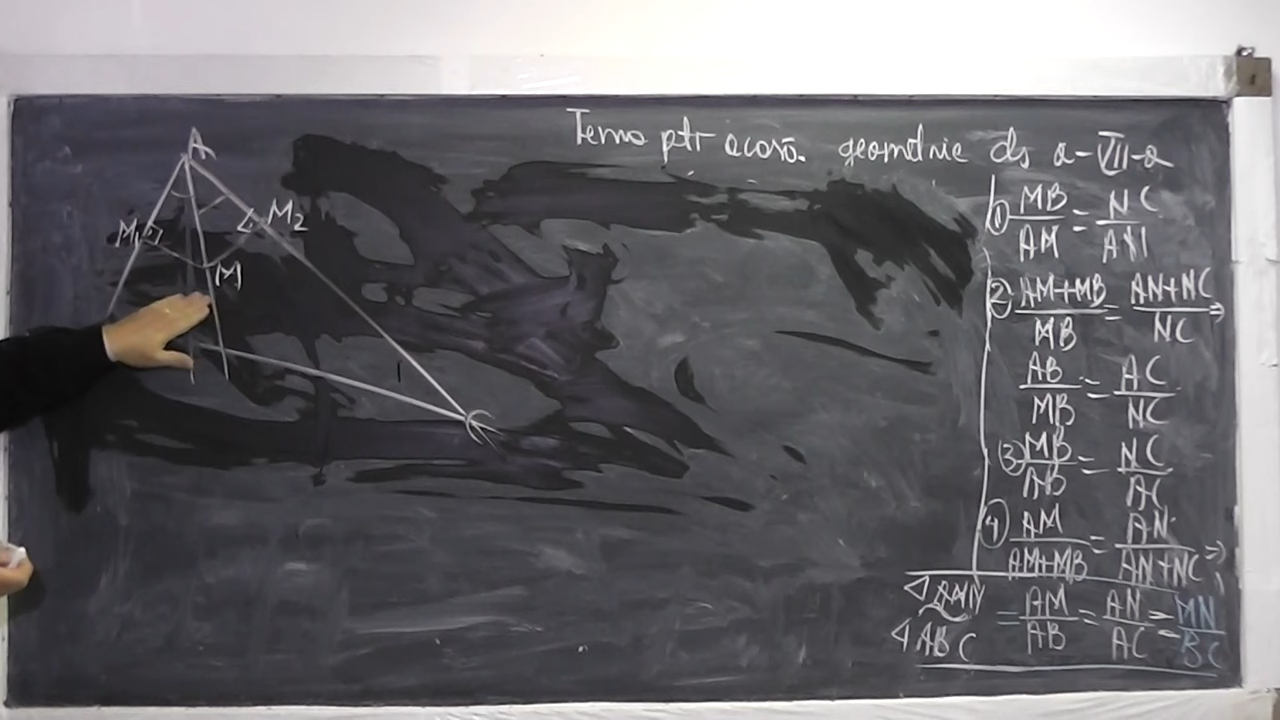 Tema ptr acasă. geometrie cls a-VII-a
A
M1
M2
M
1) MB/AM = NC/AN
2) AM+MB/MB = AN+NC/NC ⇒
AB/MB = AC/NC
3) MB/AB = NC/AC
4) AM/AM+MB = AN/AN+NC ⇒
◁ AMN ~ ◁ ABC = AM/AB = AN/AC = MN/BC